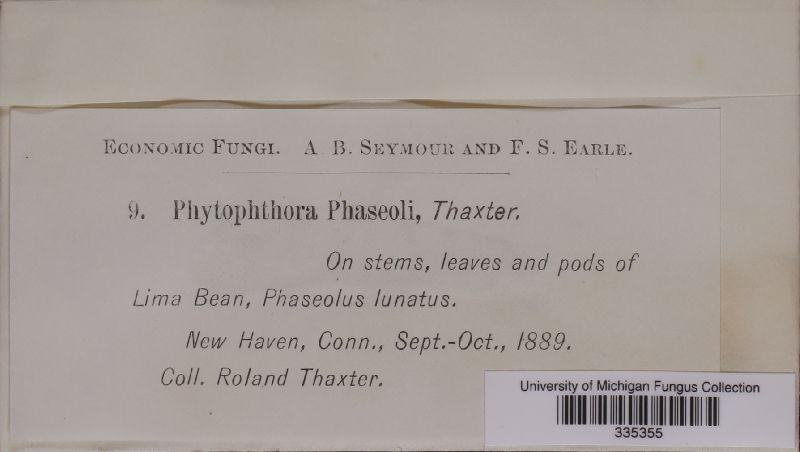 Economic Fungi. A. B. Seymour and F. S. Earle.
9. Phytophthora Phaseoli, Thaxter.
On stems, leaves and pods of
Lima Bean, Phaseolus lunatus.
New Haven, Conn., Sept.-Oct., 1889.
Coll. Roland Thaxter.
University of Michigan Fungus Collection
335355